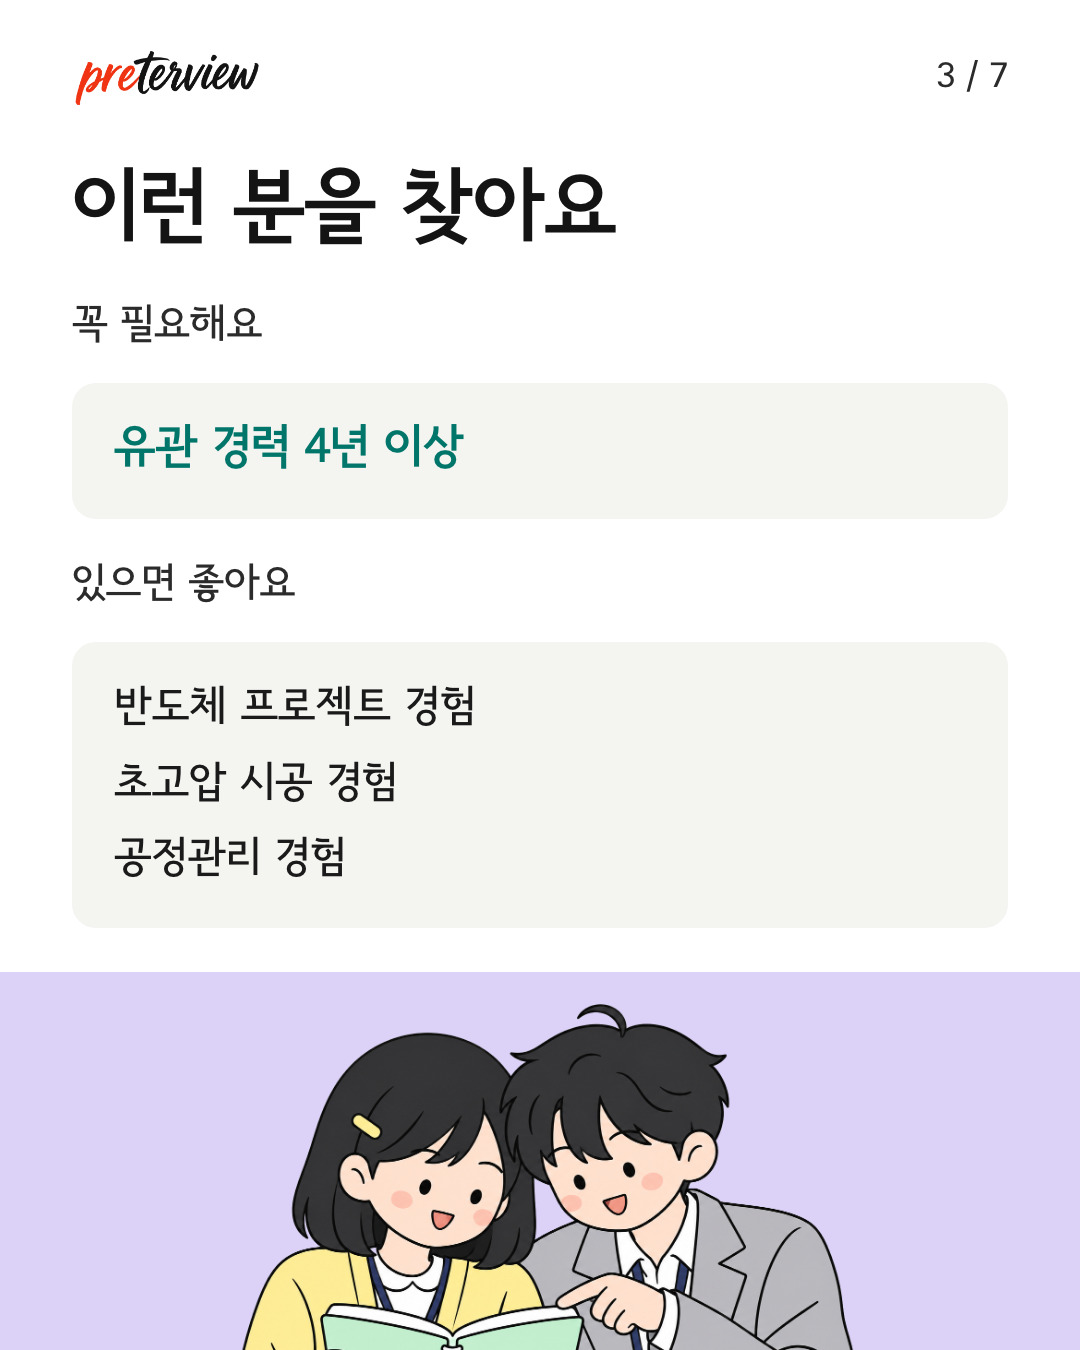 preterview
3 / 7
이런 분을 찾아요
꼭 필요해요
유관 경력 4년 이상
있으면 좋아요
반도체 프로젝트 경험
초고압 시공 경험
공정관리 경험